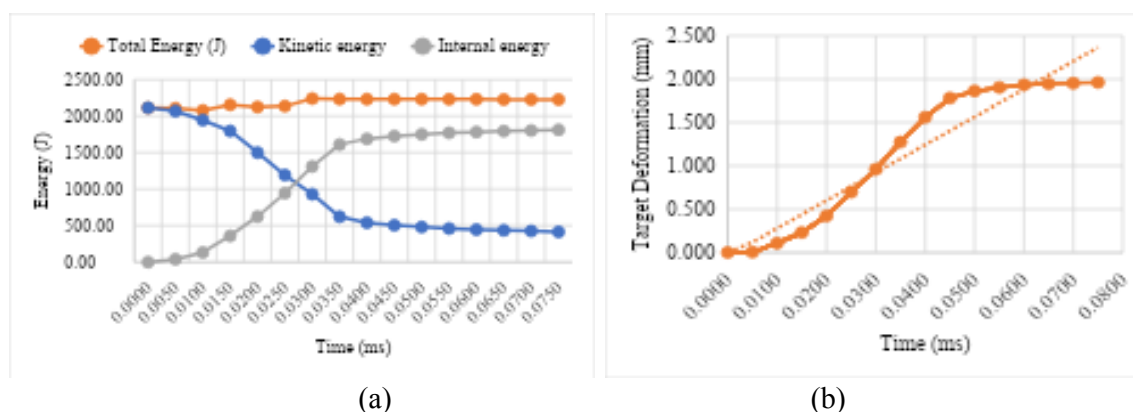 Total Energy (J) Kinetic energy Internal energy
Energy (J)
2500.00
2000.00
1500.00
1000.00
500.00
0.00
0.0000 0.0050 0.0100 0.0150 0.0200 0.0250 0.0300 0.0350 0.0400 0.0450 0.0500 0.0550 0.0600 0.0650 0.0700 0.0750
Time (ms)
(a)
Target Deformation (mm)
2.500
2.000
1.500
1.000
0.500
0.000
0.0000 0.0100 0.0200 0.0300 0.0400 0.0500 0.0600 0.0700 0.0800
Time (ms)
(b)